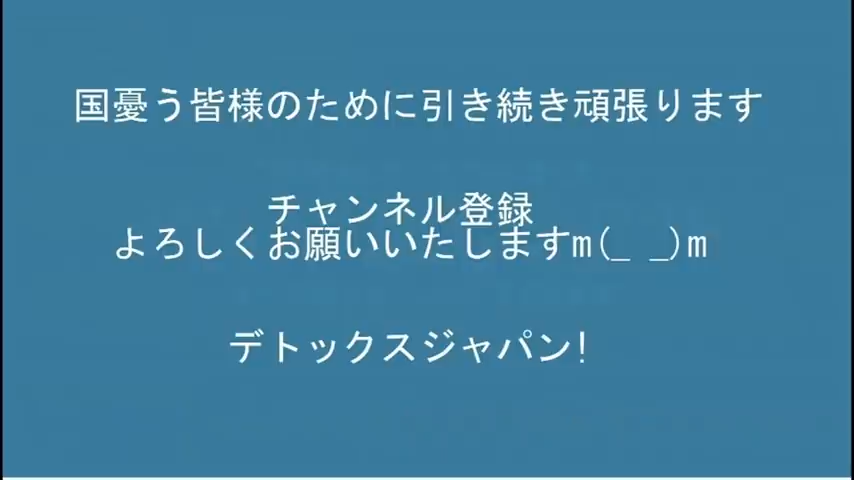 国憂う皆様のために引き続き頑張ります
チャンネル登録
よろしくお願いいたしますm(_ _)m
デトックスジャパン!